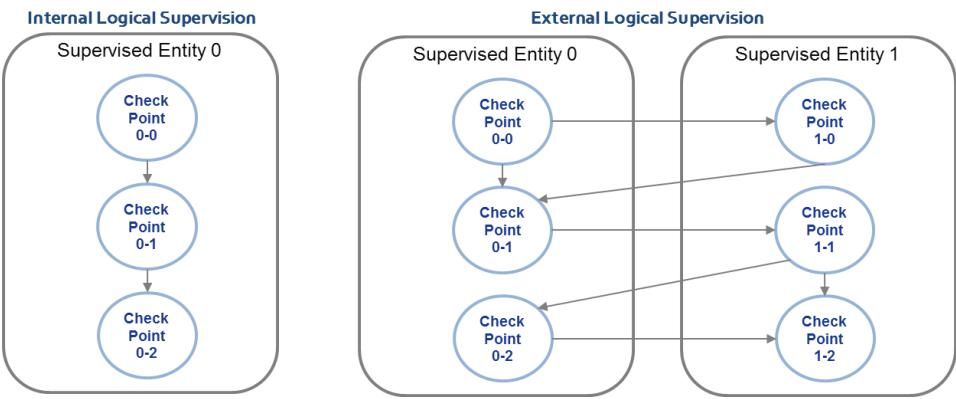 Internal Logical Supervision
Supervised Entity 0
Check
Point
0-0
Check
Point
0-1
Check
Point
0-2
External Logical Supervision
Supervised Entity 0
Supervised Entity 1
Check
Point
0-0
Check
Point
1-0
Check
Point
0-1
Check
Point
1-1
Check
Point
0-2
Check
Point
1-2